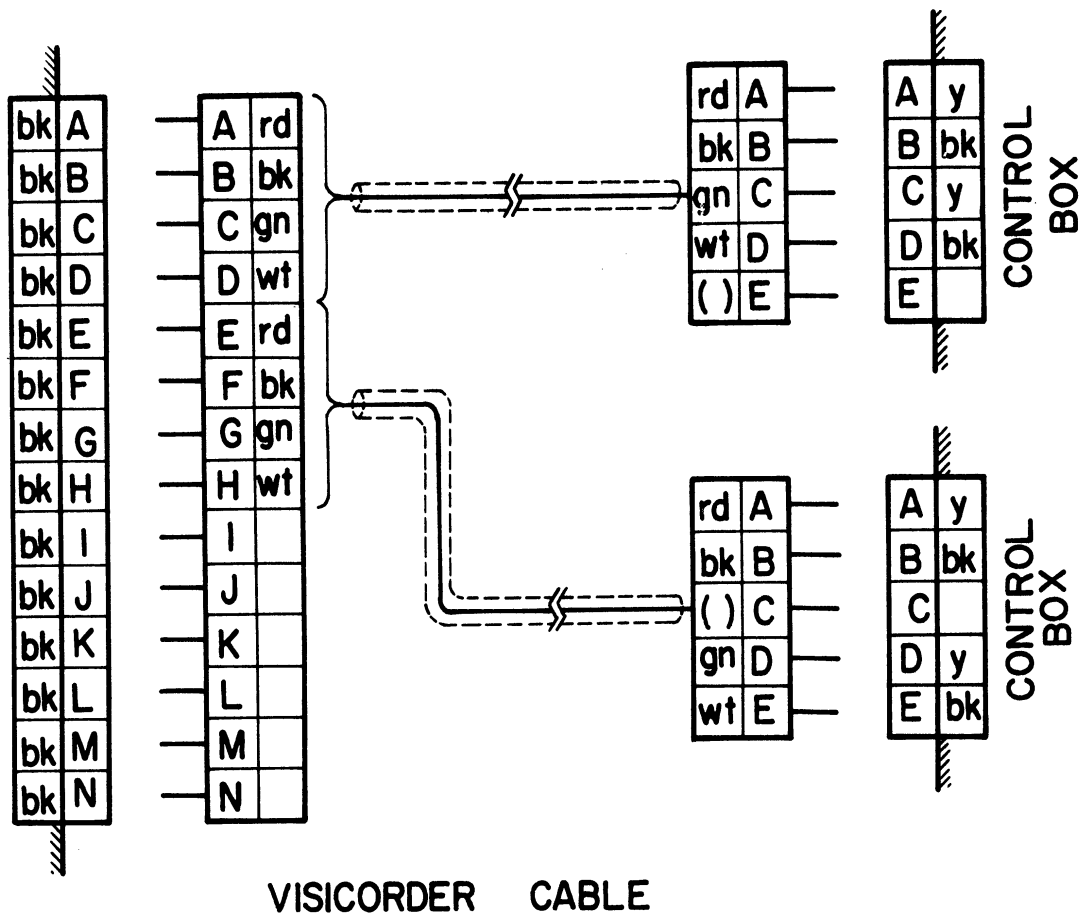 bk A
bk B
bk C
bk D
bk E
bk F
bk G
bk H
bk I
bk J
bk K
bk L
bk M
bk N
A rd
B bk
C gn
D wt
E rd
F bk
G gn
H wt
I
J
K
L
M
N
rd A
bk B
gn C
wt D
( ) E
A y
B bk
C y
D bk
E
CONTROL
BOX
rd A
bk B
( ) C
gn D
wt E
A y
B bk
C
D y
E bk
CONTROL
BOX
VISICORDER CABLE